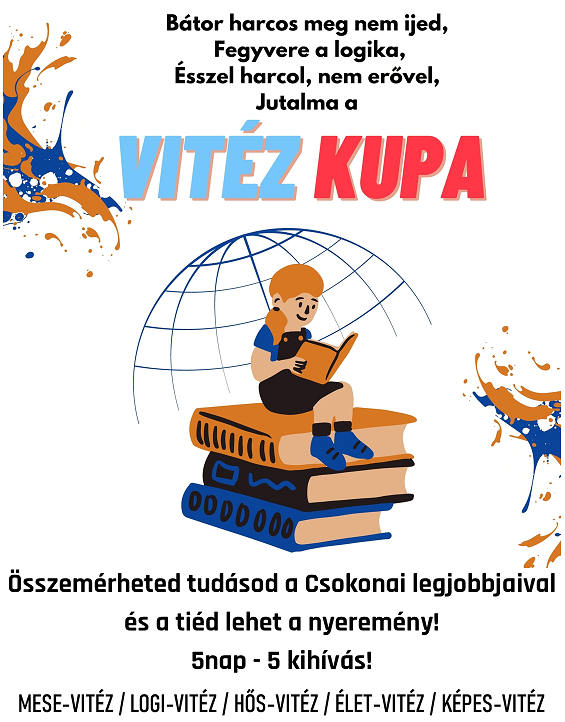 Bátor harcos meg nem ijed,
Fegyvere a logika,
Ésszel harcol, nem erővel,
Jutalma a
VITÉZ KUPA
Összemérheted tudásod a Csokonai legjobbjaival
és a tiéd lehet a nyeremény!
5nap - 5 kihívás!
MESE-VITÉZ / LOGI-VITÉZ / HŐS-VITÉZ / ÉLET-VITÉZ / KÉPES-VITÉZ